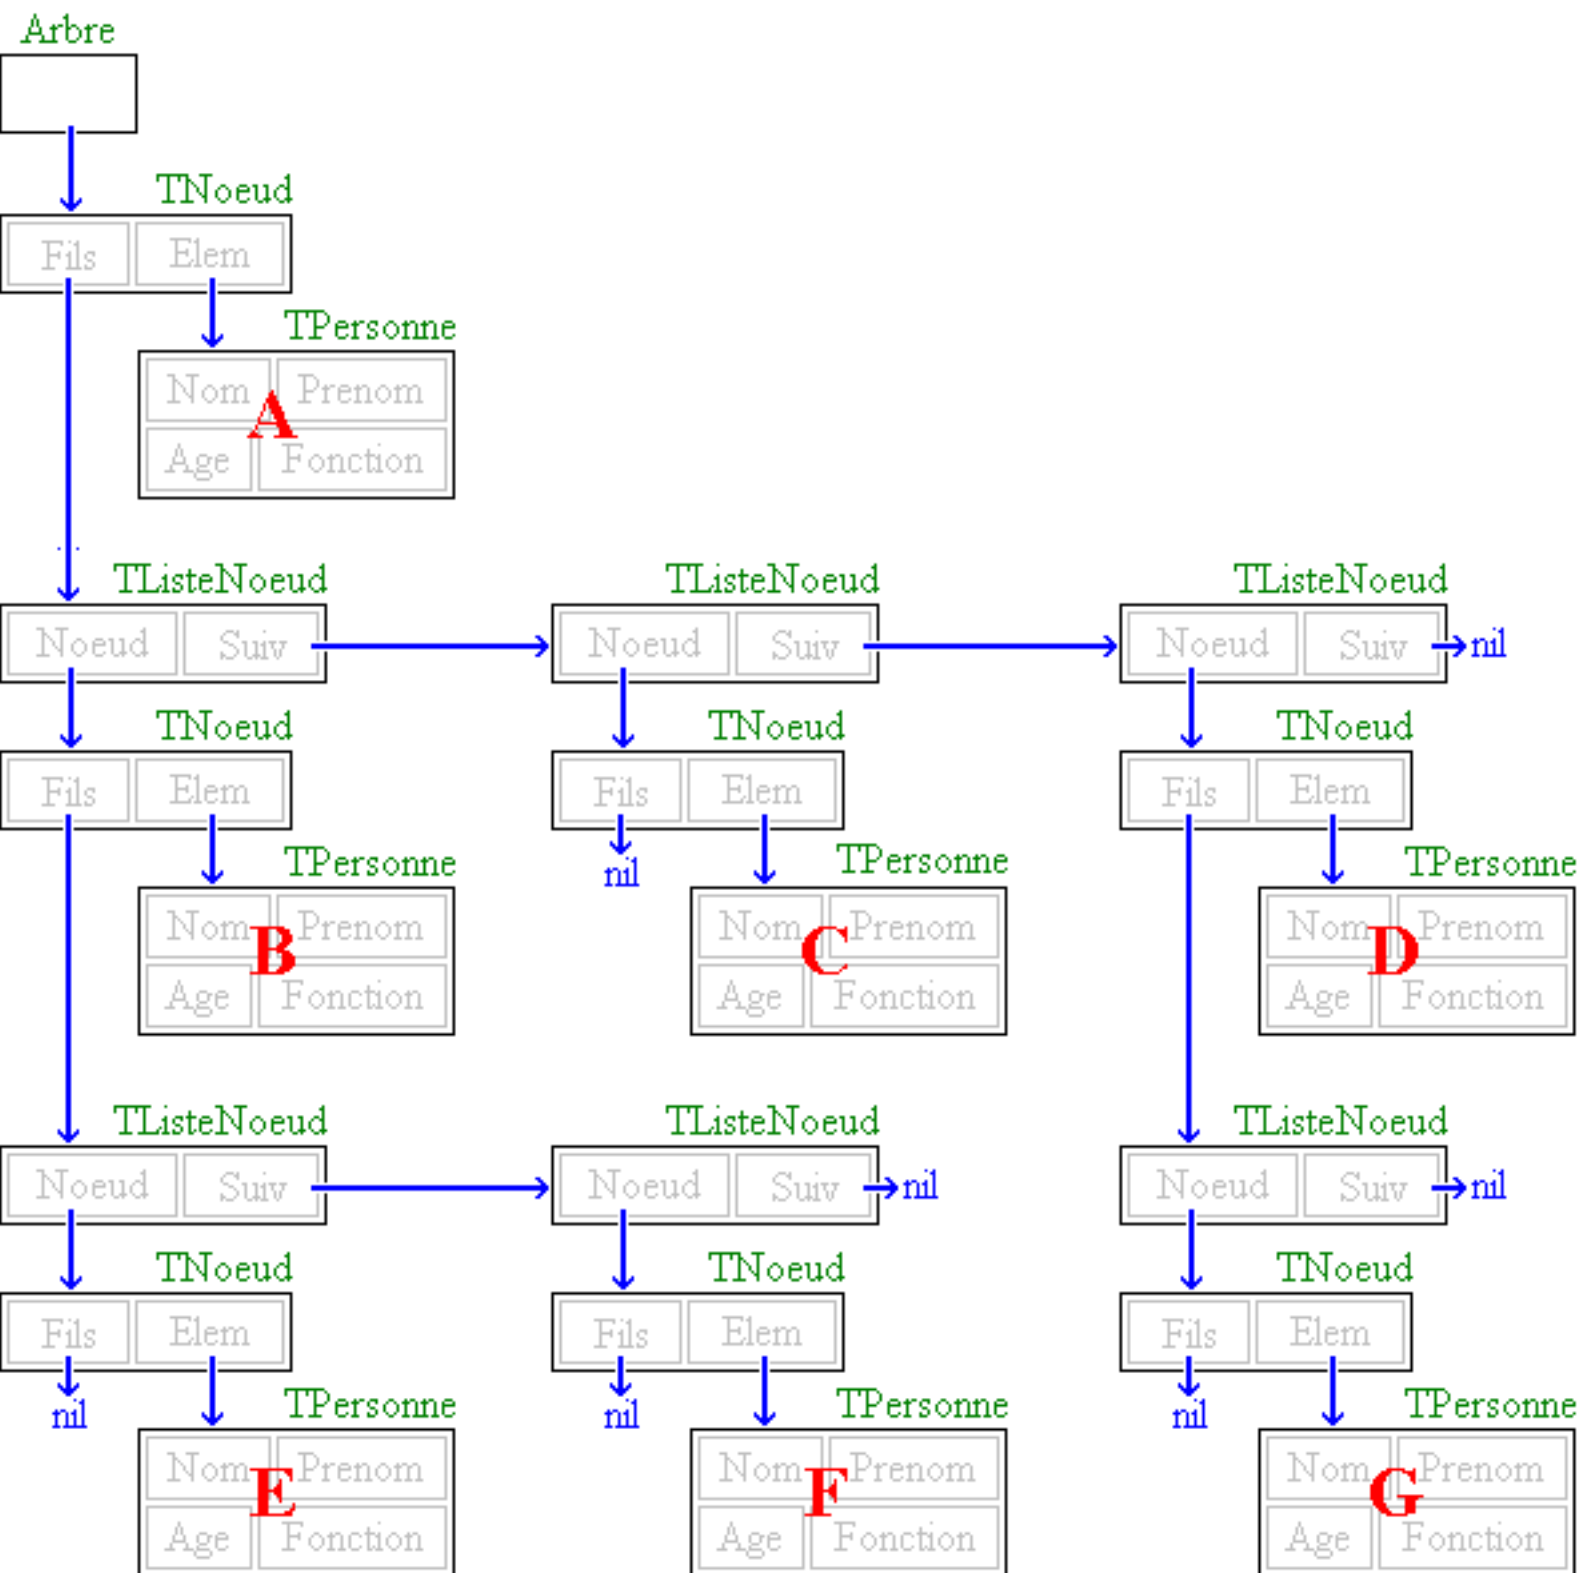 Arbre
TNoeud
Fils Elem
TPersonne
Nom Prenom
A
Age Fonction
TListeNoeud TListeNoeud TListeNoeud
Noeud Suiv Noeud Suiv Noeud Suiv nil
TNoeud TNoeud TNoeud
Fils Elem Fils Elem Fils Elem
TPersonne nil TPersonne TPersonne
Nom Prenom Nom Prenom Nom Prenom
B C D
Age Fonction Age Fonction Age Fonction
TListeNoeud TListeNoeud TListeNoeud
Noeud Suiv Noeud Suiv nil Noeud Suiv nil
TNoeud TNoeud TNoeud
Fils Elem Fils Elem Fils Elem
nil TPersonne nil TPersonne nil TPersonne
Nom Prenom Nom Prenom Nom Prenom
E F G
Age Fonction Age Fonction Age Fonction